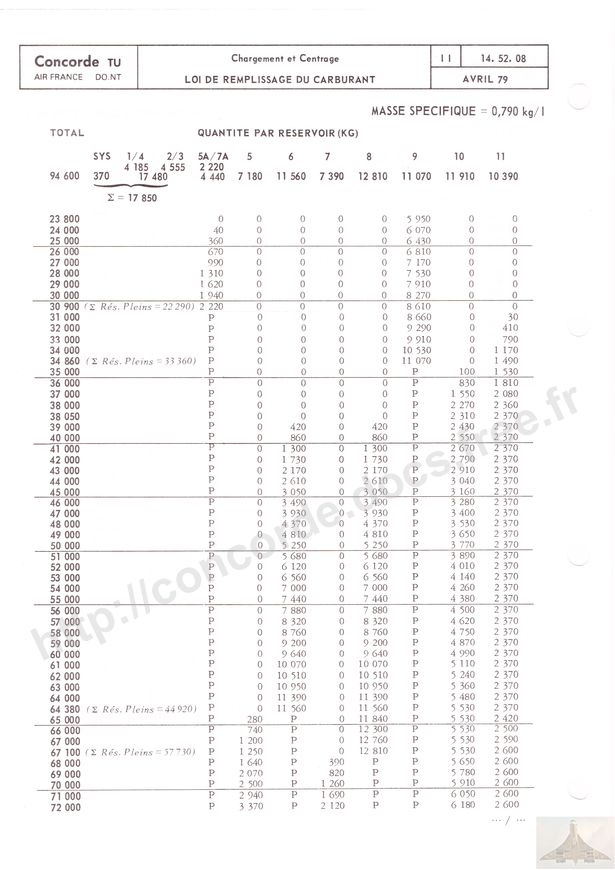 Concorde TU
AIR FRANCE DO.NT
Chargement et Centrage
LOI DE REMPLISSAGE DU CARBURANT
11 14. 52. 08
AVRIL 79
MASSE SPECIFIQUE = 0,790 kg/l
TOTAL QUANTITE PAR RESERVOIR (KG)
SYS 1/4 2/3 5A/7A 5 6 7 8 9 10 11
4 185 4 555 2 220
94 600 370 17 480 4 440 7 180 11 560 7 390 12 810 11 070 11 910 10 390
Σ = 17 850
23 800 0 0 0 0 0 5 950 0 0
24 000 40 0 0 0 0 6 070 0 0
25 000 360 0 0 0 0 6 430 0 0
26 000 670 0 0 0 0 6 810 0 0
27 000 990 0 0 0 0 7 170 0 0
28 000 1 310 0 0 0 0 7 530 0 0
29 000 1 620 0 0 0 0 7 910 0 0
30 000 1 940 0 0 0 0 8 270 0 0
30 900 (Σ Rés. Pleins = 22 290) 2 220 0 0 0 0 8 610 0 0
31 000 P 0 0 0 0 8 660 0 30
32 000 P 0 0 0 0 9 290 0 410
33 000 P 0 0 0 0 9 910 0 790
34 000 P 0 0 0 0 10 530 0 1 170
34 860 (Σ Rés. Pleins = 33 360) P 0 0 0 0 11 070 0 1 490
35 000 P 0 0 0 0 P 100 1 530
36 000 P 0 0 0 0 P 830 1 810
37 000 P 0 0 0 0 P 1 550 2 080
38 000 P 0 0 0 0 P 2 270 2 360
38 050 P 0 0 0 0 P 2 310 2 370
39 000 P 0 420 0 420 P 2 430 2 370
40 000 P 0 860 0 860 P 2 550 2 370
41 000 P 0 1 300 0 1 300 P 2 670 2 370
42 000 P 0 1 730 0 1 730 P 2 790 2 370
43 000 P 0 2 170 0 2 170 P 2 910 2 370
44 000 P 0 2 610 0 2 610 P 3 040 2 370
45 000 P 0 3 050 0 3 050 P 3 160 2 370
46 000 P 0 3 490 0 3 490 P 3 280 2 370
47 000 P 0 3 930 0 3 930 P 3 400 2 370
48 000 P 0 4 370 0 4 370 P 3 530 2 370
49 000 P 0 4 810 0 4 810 P 3 650 2 370
50 000 P 0 5 250 0 5 250 P 3 770 2 370
51 000 P 0 5 680 0 5 680 P 3 890 2 370
52 000 P 0 6 120 0 6 120 P 4 010 2 370
53 000 P 0 6 560 0 6 560 P 4 140 2 370
54 000 P 0 7 000 0 7 000 P 4 260 2 370
55 000 P 0 7 440 0 7 440 P 4 380 2 370
56 000 P 0 7 880 0 7 880 P 4 500 2 370
57 000 P 0 8 320 0 8 320 P 4 620 2 370
58 000 P 0 8 760 0 8 760 P 4 750 2 370
59 000 P 0 9 200 0 9 200 P 4 870 2 370
60 000 P 0 9 640 0 9 640 P 4 990 2 370
61 000 P 0 10 070 0 10 070 P 5 110 2 370
62 000 P 0 10 510 0 10 510 P 5 240 2 370
63 000 P 0 10 950 0 10 950 P 5 360 2 370
64 000 P 0 11 390 0 11 390 P 5 480 2 370
64 380 (Σ Rés. Pleins = 44 920) P 0 11 560 0 11 560 P 5 530 2 370
65 000 P 280 P 0 11 840 P 5 530 2 420
66 000 P 740 P 0 12 300 P 5 530 2 500
67 000 P 1 200 P 0 12 760 P 5 530 2 590
67 100 (Σ Rés. Pleins = 57 730) P 1 250 P 0 12 810 P 5 530 2 600
68 000 P 1 640 P 390 P P 5 650 2 600
69 000 P 2 070 P 820 P P 5 780 2 600
70 000 P 2 500 P 1 260 P P 5 910 2 600
71 000 P 2 940 P 1 690 P P 6 050 2 600
72 000 P 3 370 P 2 120 P P 6 180 2 600
... / ...
http://concorde.docs.free.fr